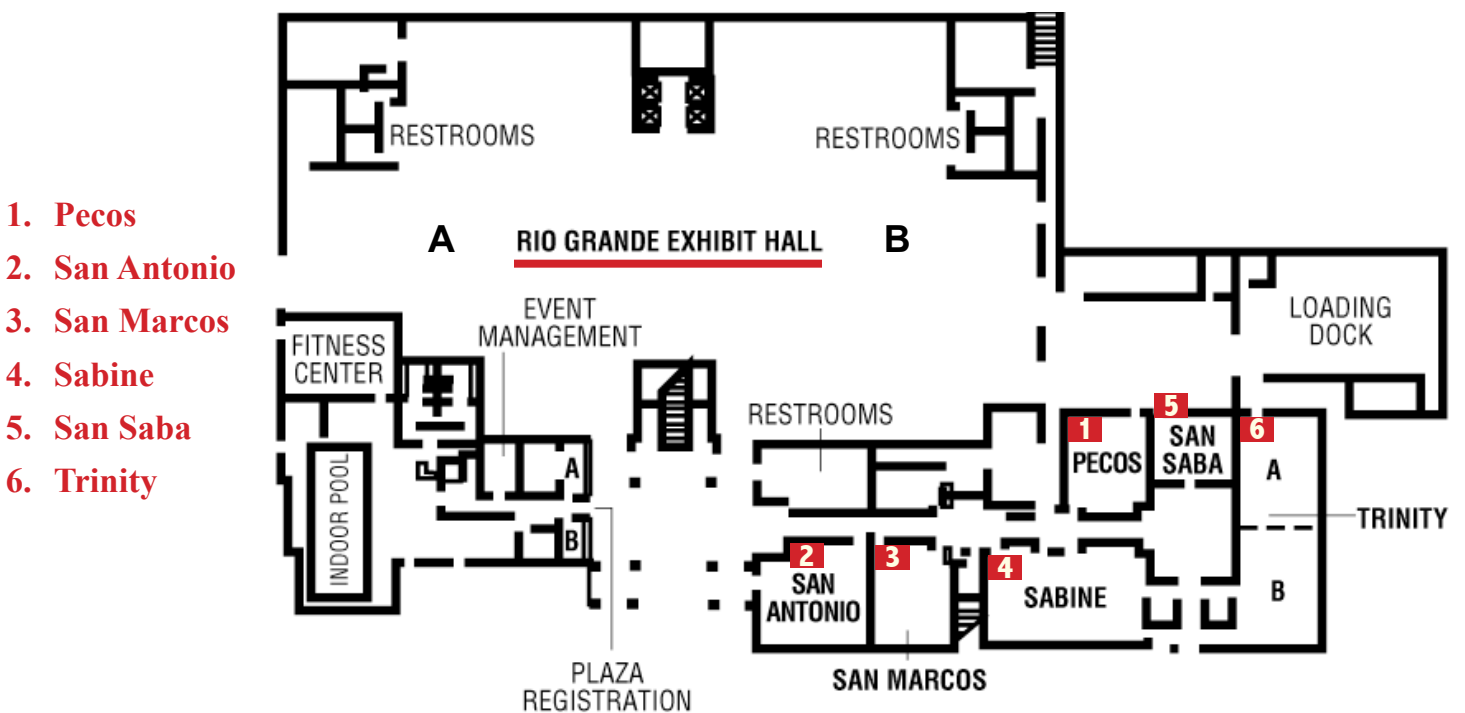 1. Pecos
2. San Antonio
3. San Marcos
4. Sabine
5. San Saba
6. Trinity
RESTROOMS
RESTROOMS
A
RIO GRANDE EXHIBIT HALL
B
EVENT
MANAGEMENT
FITNESS
CENTER
LOADING
DOCK
RESTROOMS
1
PECOS
5
SAN
SABA
6
A
TRINITY
B
A
B
INDOOR POOL
2
SAN
ANTONIO
3
4
SABINE
PLAZA
REGISTRATION
SAN MARCOS